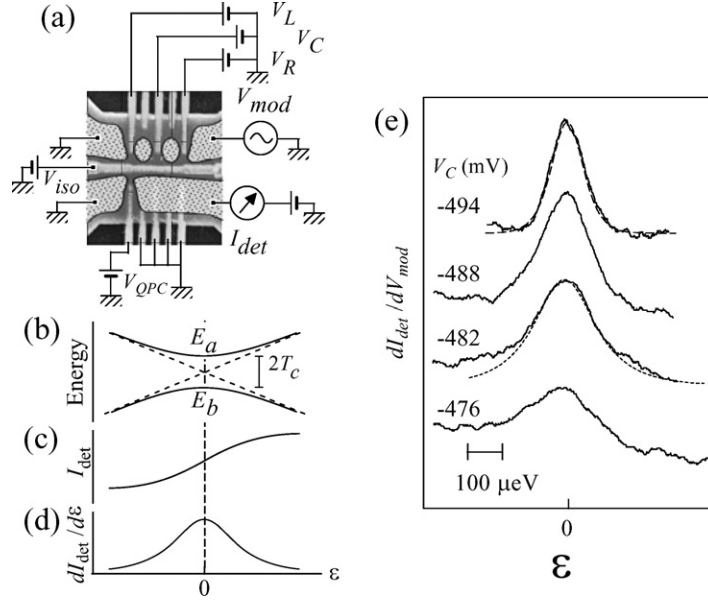 (a)
V_L
V_C
V_R
V_mod
V_iso
I_det
V_QPC
(b)
Energy
E_a
2T_c
E_b
(c)
I_det
(d)
dI_det/dε
0
ε
(e)
V_C (mV)
-494
-488
-482
-476
dI_det/dV_mod
100 μeV
0
ε